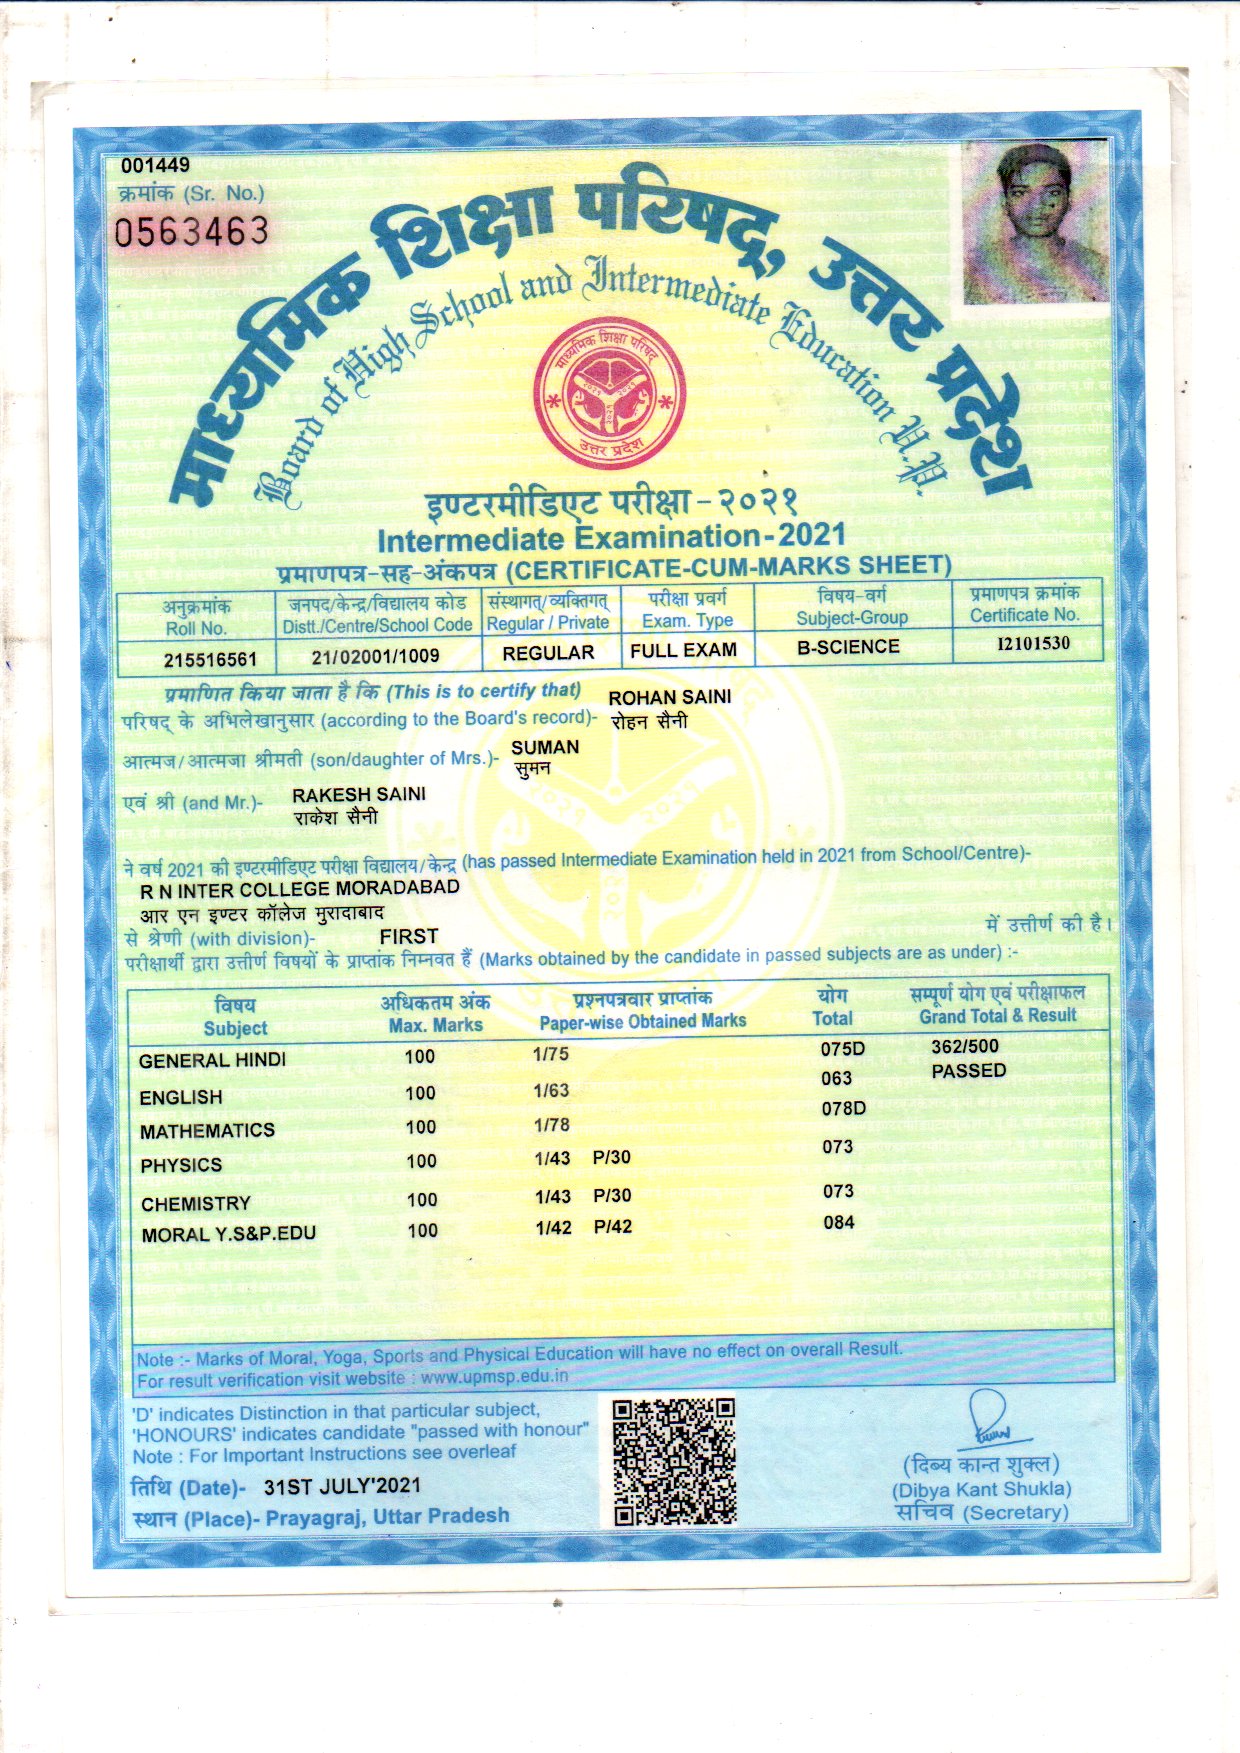 001449
क्रमांक (Sr. No.)
0563463
माध्यमिक शिक्षा परिषद्, उत्तर प्रदेश
Board of High School and Intermediate Education U.P.
माध्यमिक शिक्षा परिषद
२०२१ २०२१
२०२१
उत्तर प्रदेश
इण्टरमीडिएट परीक्षा-२०२१
Intermediate Examination-2021
प्रमाणपत्र-सह-अंकपत्र (CERTIFICATE-CUM-MARKS SHEET)
अनुक्रमांक जनपद/केन्द्र/विद्यालय कोड संस्थागत्/व्यक्तिगत् परीक्षा प्रवर्ग विषय-वर्ग प्रमाणपत्र क्रमांक
Roll No. Distt./Centre/School Code Regular / Private Exam. Type Subject-Group Certificate No.
215516561 21/02001/1009 REGULAR FULL EXAM B-SCIENCE I2101530
प्रमाणित किया जाता है कि (This is to certify that) ROHAN SAINI
परिषद् के अभिलेखानुसार (according to the Board's record)- रोहन सैनी
आत्मज/आत्मजा श्रीमती (son/daughter of Mrs.)- SUMAN
सुमन
एवं श्री (and Mr.)- RAKESH SAINI
राकेश सैनी
ने वर्ष 2021 की इण्टरमीडिएट परीक्षा विद्यालय/केन्द्र (has passed Intermediate Examination held in 2021 from School/Centre)-
R N INTER COLLEGE MORADABAD
आर एन इण्टर कॉलेज मुरादाबाद
में उत्तीर्ण की है।
से श्रेणी (with division)- FIRST
परीक्षार्थी द्वारा उत्तीर्ण विषयों के प्राप्तांक निम्नवत हैं (Marks obtained by the candidate in passed subjects are as under) :-
विषय अधिकतम अंक प्रश्नपत्रवार प्राप्तांक योग सम्पूर्ण योग एवं परीक्षाफल
Subject Max. Marks Paper-wise Obtained Marks Total Grand Total & Result
GENERAL HINDI 100 1/75 075D 362/500
PASSED
ENGLISH 100 1/63 063
MATHEMATICS 100 1/78 078D
PHYSICS 100 1/43 P/30 073
CHEMISTRY 100 1/43 P/30 073
MORAL Y.S&P.EDU 100 1/42 P/42 084
Note :- Marks of Moral, Yoga, Sports and Physical Education will have no effect on overall Result.
For result verification visit website : www.upmsp.edu.in
'D' indicates Distinction in that particular subject,
'HONOURS' indicates candidate "passed with honour"
Note : For Important Instructions see overleaf
तिथि (Date)- 31ST JULY'2021
स्थान (Place)- Prayagraj, Uttar Pradesh
(दिब्य कान्त शुक्ल)
(Dibya Kant Shukla)
सचिव (Secretary)